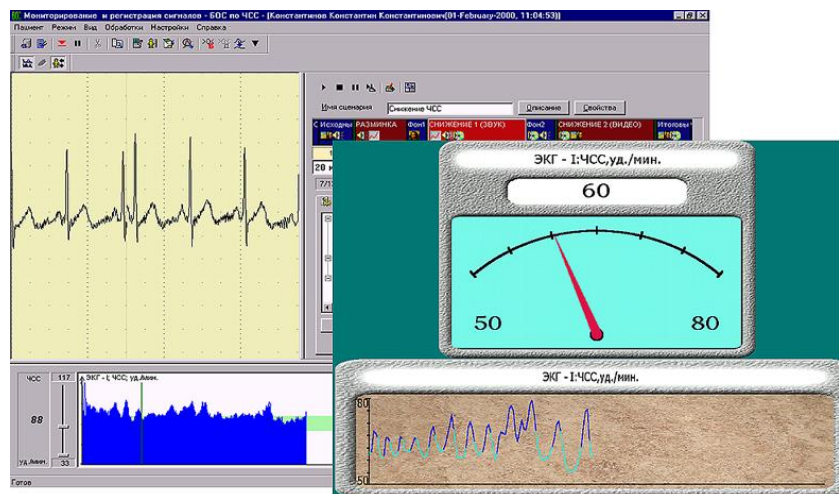 Мониторирование и регистрация сигналов - БОС по ЧСС - [Константинов Константин Константинович(01-February-2000, 11:04:53)]
Пациент Режим Вид Обработки Настройки Справка
Имя сценария Снижение ЧСС Описание Свойства
Исходны РАЗМИНКА Фон1 СНИЖЕНИЕ 1 (ЗВУК) Фон2 СНИЖЕНИЕ 2 (ВИДЕО) Итоговы
20
ЭКГ - I:ЧСС,уд./мин.
60
50 80
ЭКГ - I:ЧСС,уд./мин.
80
50
ЧСС 117 ЭКГ - I; ЧСС; уд./мин.
88
уд./мин. 33
Готов